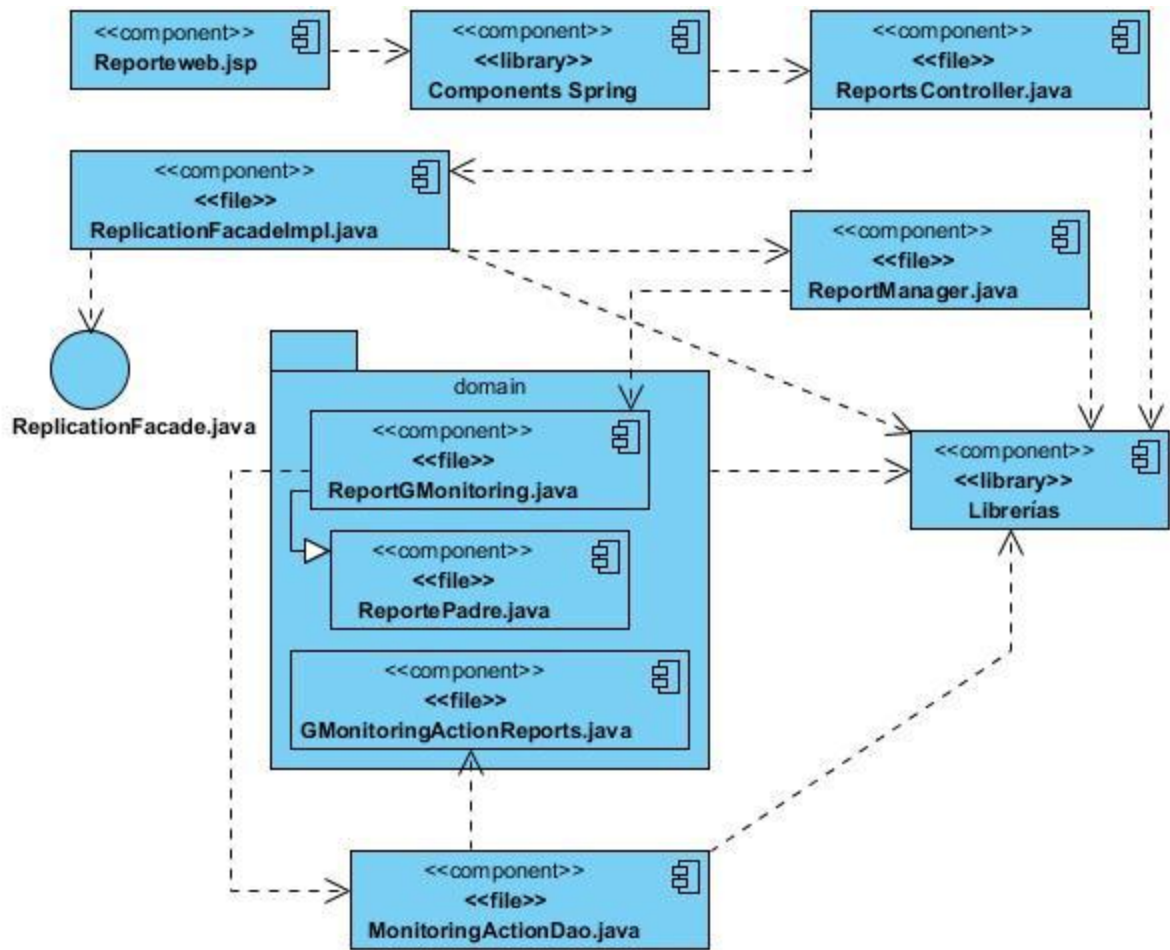 <<component>>
Reporteweb.jsp
<<component>>
<<library>>
Components Spring
<<component>>
<<file>>
ReportsController.java
<<component>>
<<file>>
ReplicationFacadeImpl.java
<<component>>
<<file>>
ReportManager.java
ReplicationFacade.java
domain
<<component>>
<<file>>
ReportGMonitoring.java
<<component>>
<<file>>
ReportePadre.java
<<component>>
<<file>>
GMonitoringActionReports.java
<<component>>
<<library>>
Librerías
<<component>>
<<file>>
MonitoringActionDao.java